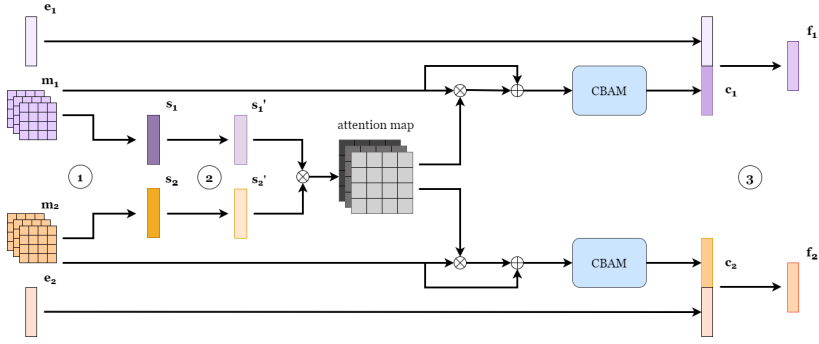 e₁
f₁
m₁
CBAM
c₁
s₁
s₁'
attention map
1
2
3
s₂
s₂'
m₂
CBAM
c₂
f₂
e₂